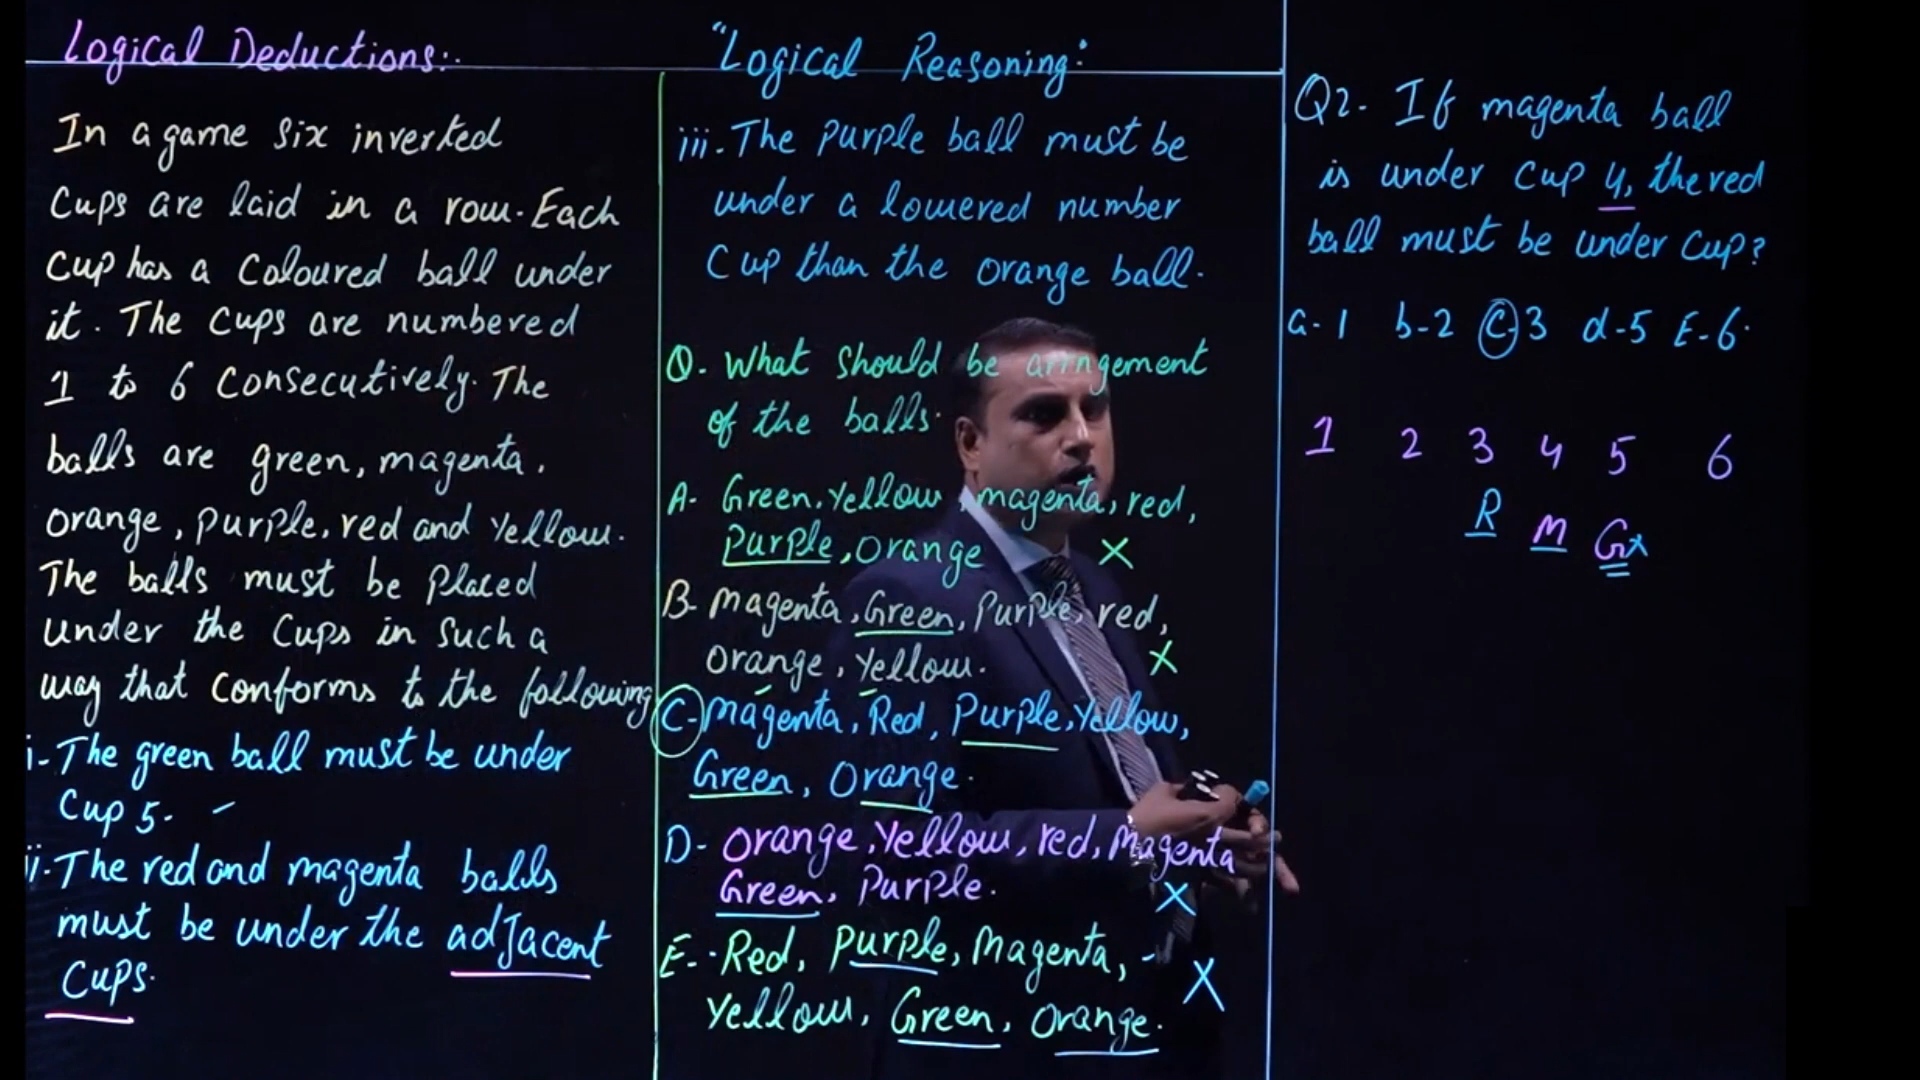 Logical Deductions:-
In a game six inverted
Cups are laid in a row. Each
Cup has a Coloured ball under
it. The Cups are numbered
1 to 6 Consecutively. The
balls are green, magenta,
orange, purple, red and yellow.
The balls must be placed
under the Cups in Such a
way that conforms to the following
i- The green ball must be under
Cup 5. -
ii- The red and magenta balls
must be under the adjacent
Cups.
"Logical Reasoning:
iii. The purple ball must be
under a lowered number
Cup than the orange ball.
Q. What should be arrngement
of the balls.
A- Green, yellow, magenta, red,
Purple, orange X
B- Magenta, Green, Purple, red,
orange, yellow. X
C- Magenta, Red, Purple, Yellow,
Green, Orange.
D- orange, Yellow, red, Magenta
Green, purple. X
E- Red, purple, Magenta, -
Yellow, Green, orange. X
Q2- If magenta ball
is under Cup 4, the red
ball must be under Cup?
a-1 b-2 C-3 d-5 E-6.
1 2 3 4 5 6
R M Gx